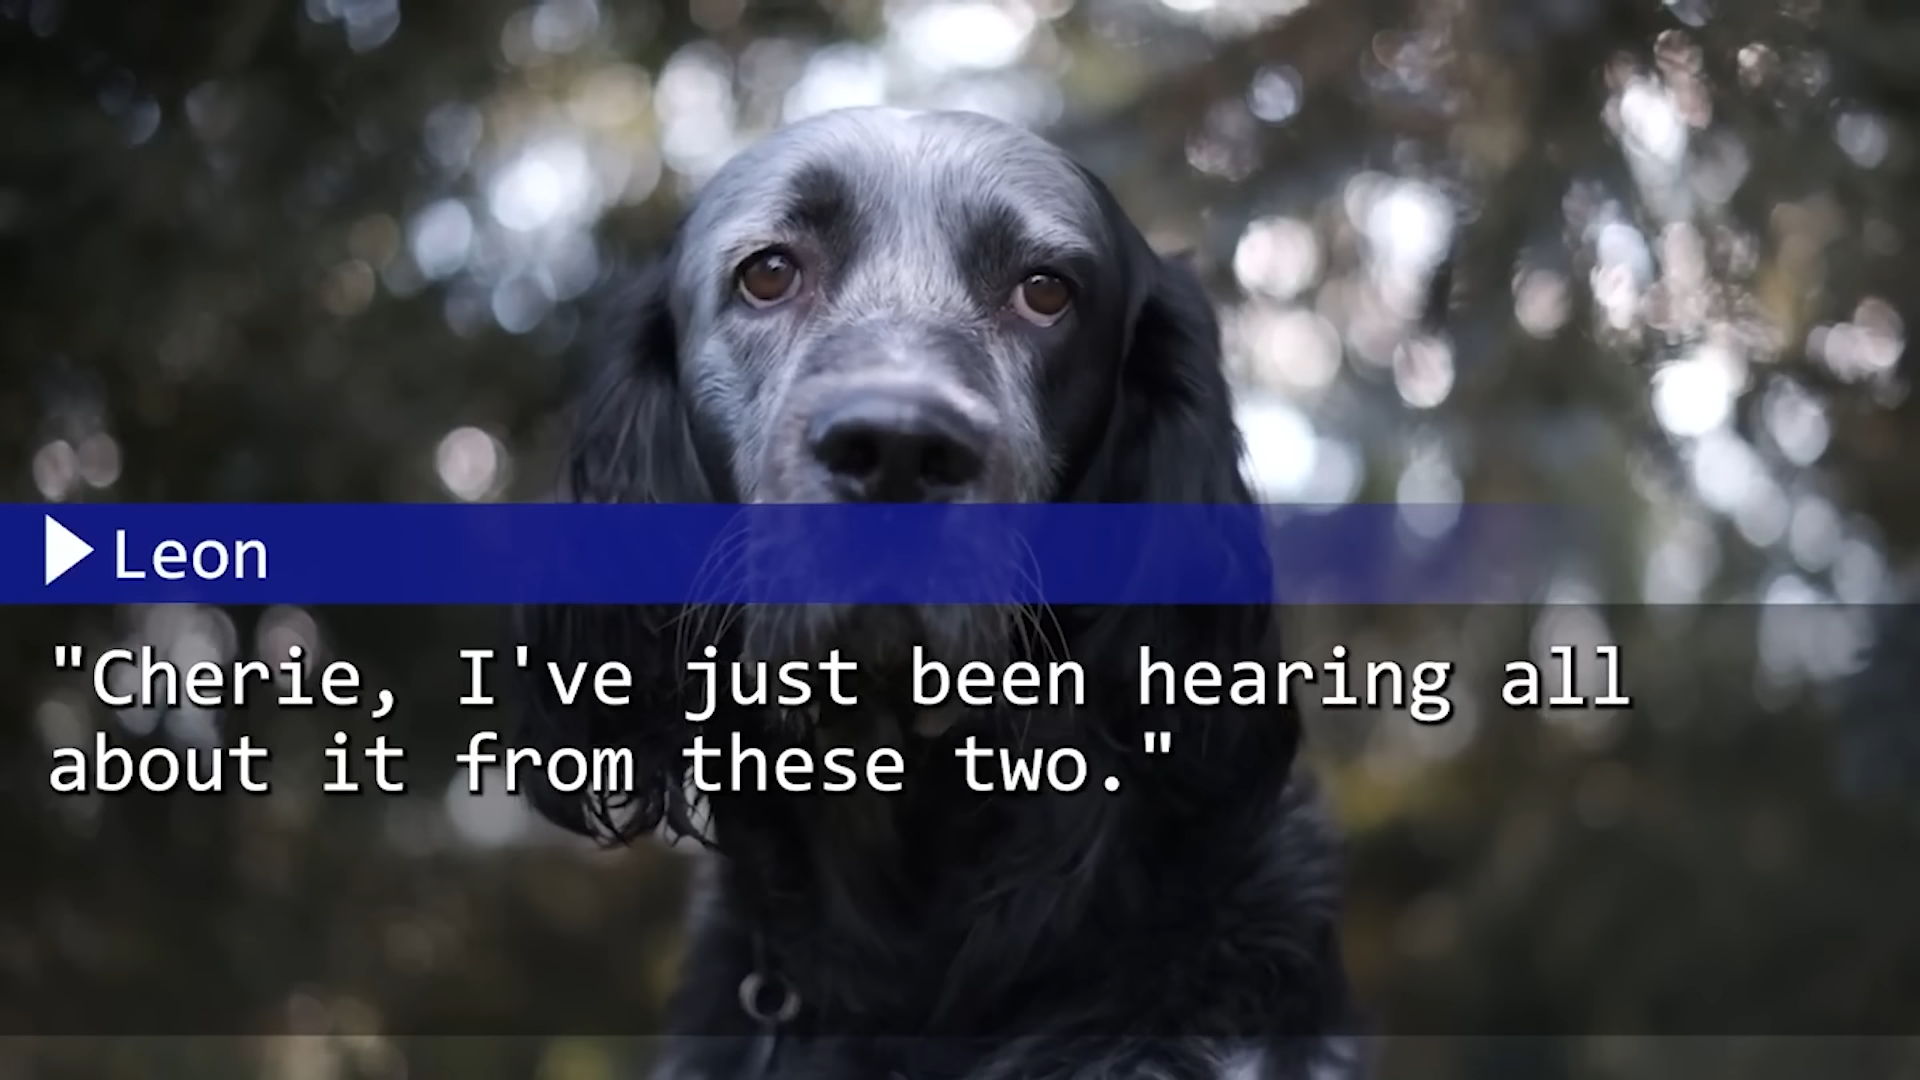 Leon
"Cherie, I've just been hearing all
about it from these two."